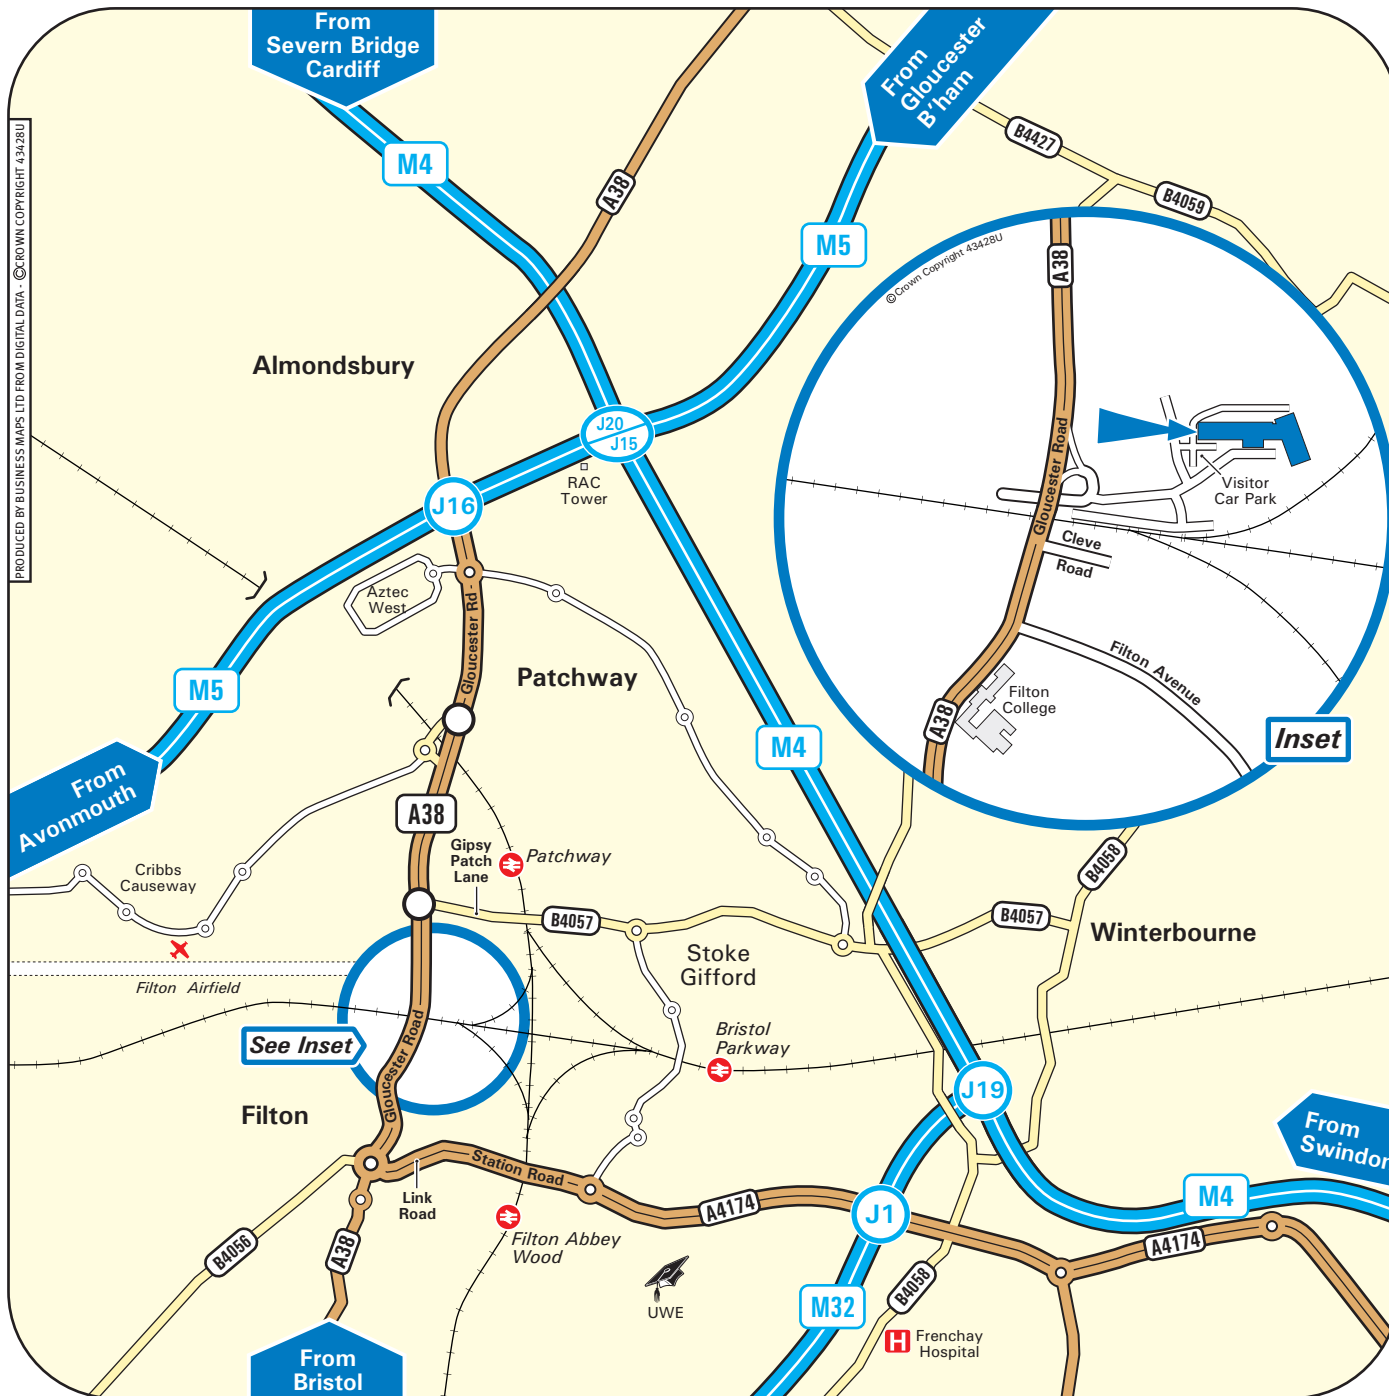 From
Severn Bridge
Cardiff
From
Gloucester
B'ham
PRODUCED BY BUSINESS MAPS LTD FROM DIGITAL DATA - ©CROWN COPYRIGHT 43428U
M4
A38
B4427
B4059
M5
©Crown Copyright 43428U
A38
Almondsbury
J20
J15
RAC
Tower
J16
Gloucester Road
Visitor
Car Park
Cleve
Road
Aztec
West
Gloucester Rd
Filton Avenue
Patchway
M5
Filton
College
A38
Inset
M4
From
Avonmouth
A38
Gipsy
Patch
Lane
Patchway
Cribbs
Causeway
B4058
B4057
B4057
Winterbourne
Stoke
Gifford
Filton Airfield
Gloucester Road
See Inset
Bristol
Parkway
J19
Filton
From
Swindon
Station Road
Link
Road
A4174
J1
M4
Filton Abbey
Wood
A4174
B4056
A38
UWE
B4058
M32
H
Frenchay
Hospital
From
Bristol